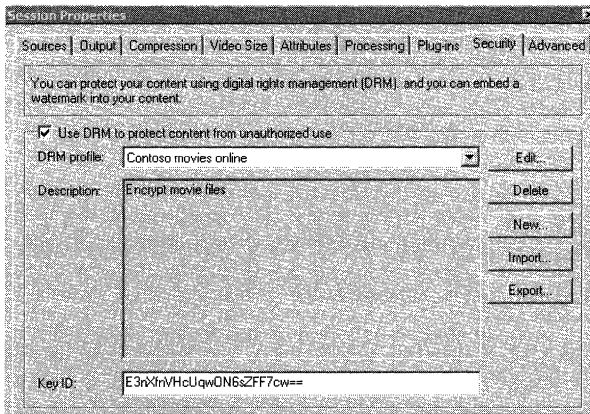 Session Properties
Sources Output Compression Video Size Attributes Processing Plug-ins Security Advanced
You can protect your content using digital rights management (DRM) and you can embed a
watermark into your content.
Use DRM to protect content from unauthorized use
DRM profile: Contoso movies online Edit...
Description: Encrypt movie files Delete
New...
Import...
Export...
Key ID: E3nXfnVHcUqwON6sZFF7cw==